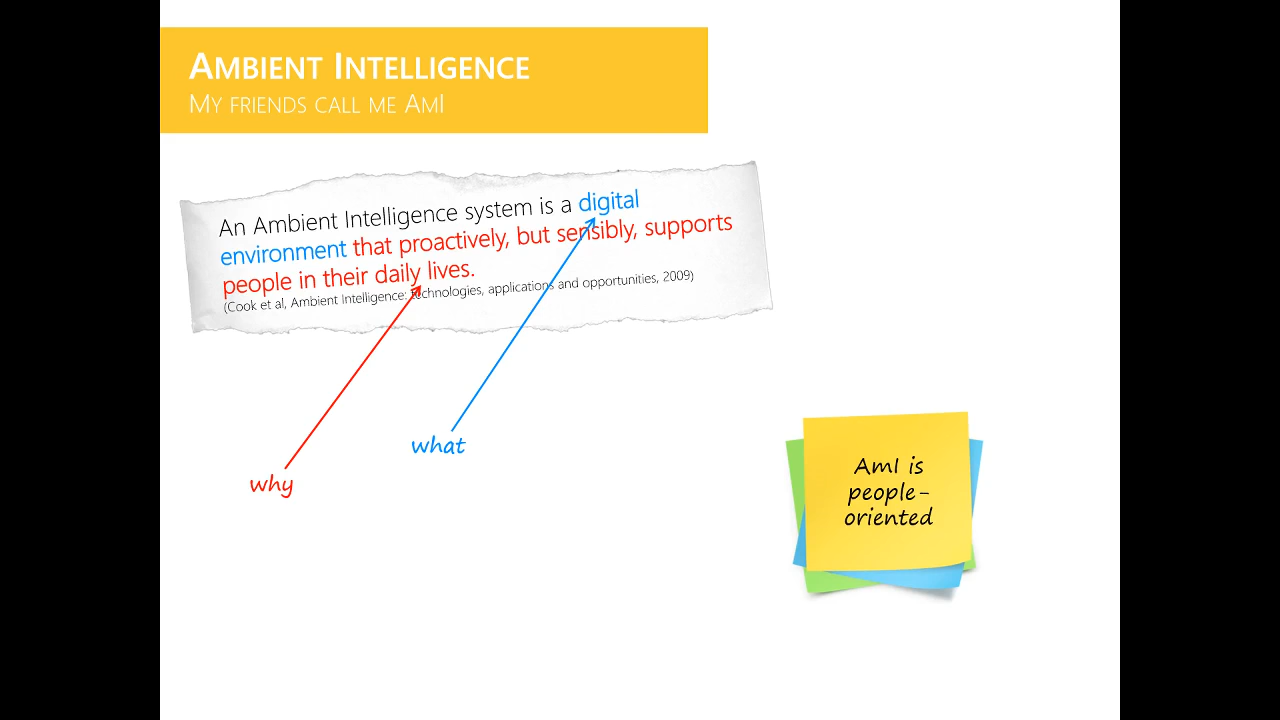 AMBIENT INTELLIGENCE
MY FRIENDS CALL ME AMI
An Ambient Intelligence system is a digital
environment that proactively, but sensibly, supports
people in their daily lives.
(Cook et al, Ambient Intelligence: technologies, applications and opportunities, 2009)
what
why
AmI is
people-
oriented